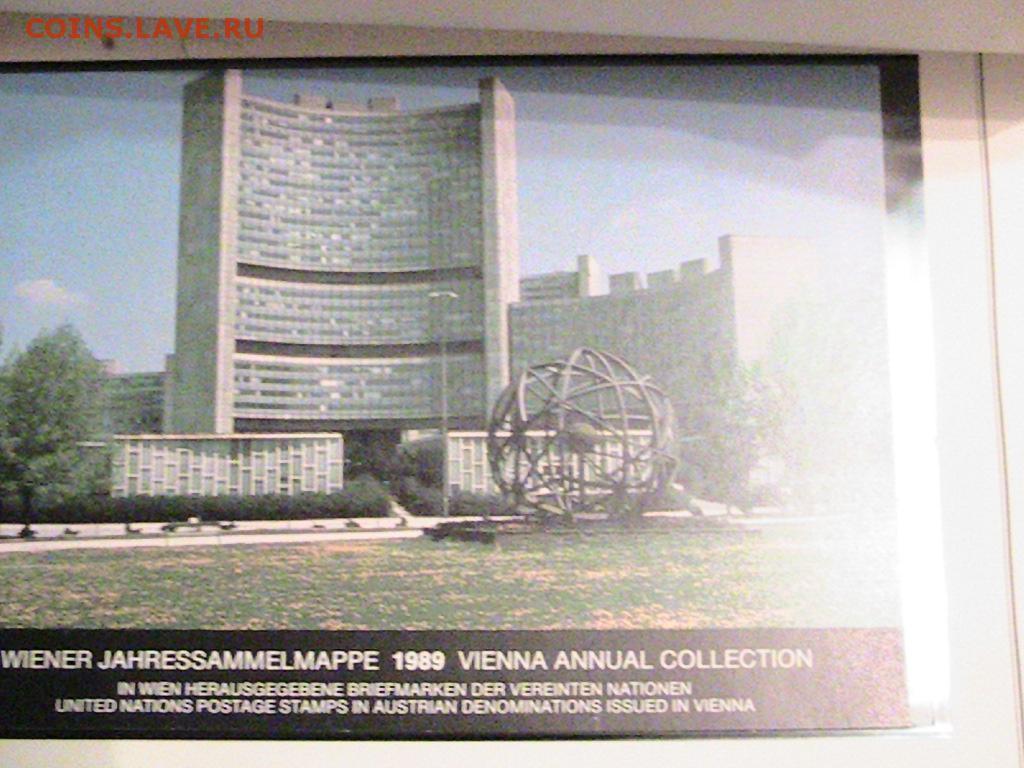 COINS.LAVE.RU
WIENER JAHRESSAMMELMAPPE 1989 VIENNA ANNUAL COLLECTION
IN WIEN HERAUSGEGEBENE BRIEFMARKEN DER VEREINTEN NATIONEN
UNITED NATIONS POSTAGE STAMPS IN AUSTRIAN DENOMINATIONS ISSUED IN VIENNA